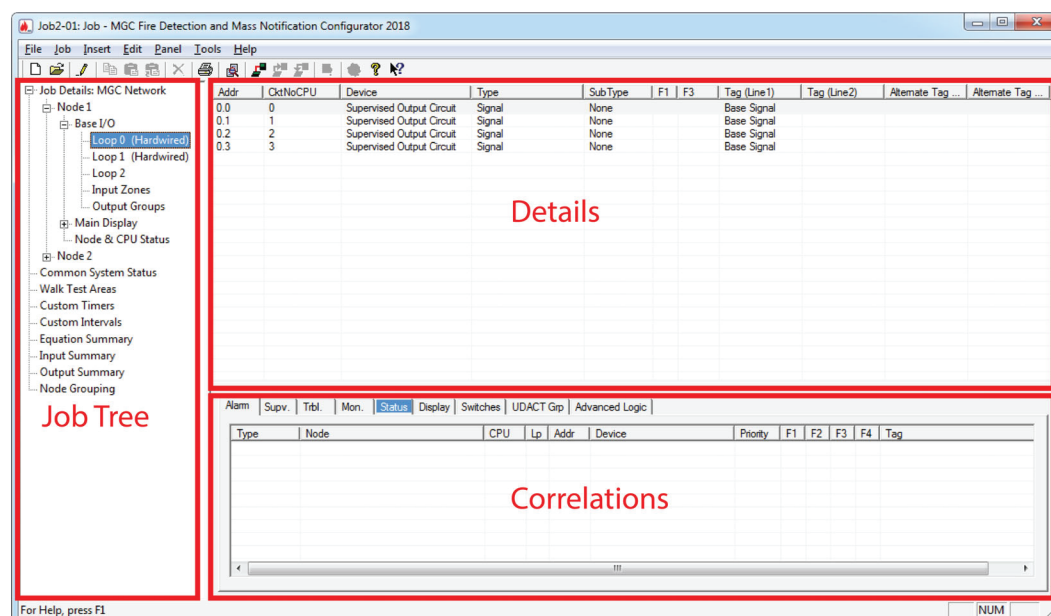 Job2-01: Job - MGC Fire Detection and Mass Notification Configurator 2018
File Job Insert Edit Panel Tools Help
Job Details: MGC Network
Node 1
Base I/O
Loop 0 (Hardwired)
Loop 1 (Hardwired)
Loop 2
Input Zones
Output Groups
Main Display
Node & CPU Status
Node 2
Common System Status
Walk Test Areas
Custom Timers
Custom Intervals
Equation Summary
Input Summary
Output Summary
Node Grouping
Job Tree
Addr CktNoCPU Device Type SubType F1 F3 Tag (Line1) Tag (Line2) Alternate Tag ... Alternate Tag ...
0.0 0 Supervised Output Circuit Signal None Base Signal
0.1 1 Supervised Output Circuit Signal None Base Signal
0.2 2 Supervised Output Circuit Signal None Base Signal
0.3 3 Supervised Output Circuit Signal None Base Signal
Details
Alarm Supv. Trbl. Mon. Status Display Switches UDACT Grp Advanced Logic
Type Node CPU Lp Addr Device Priority F1 F2 F3 F4 Tag
Correlations
For Help, press F1
NUM